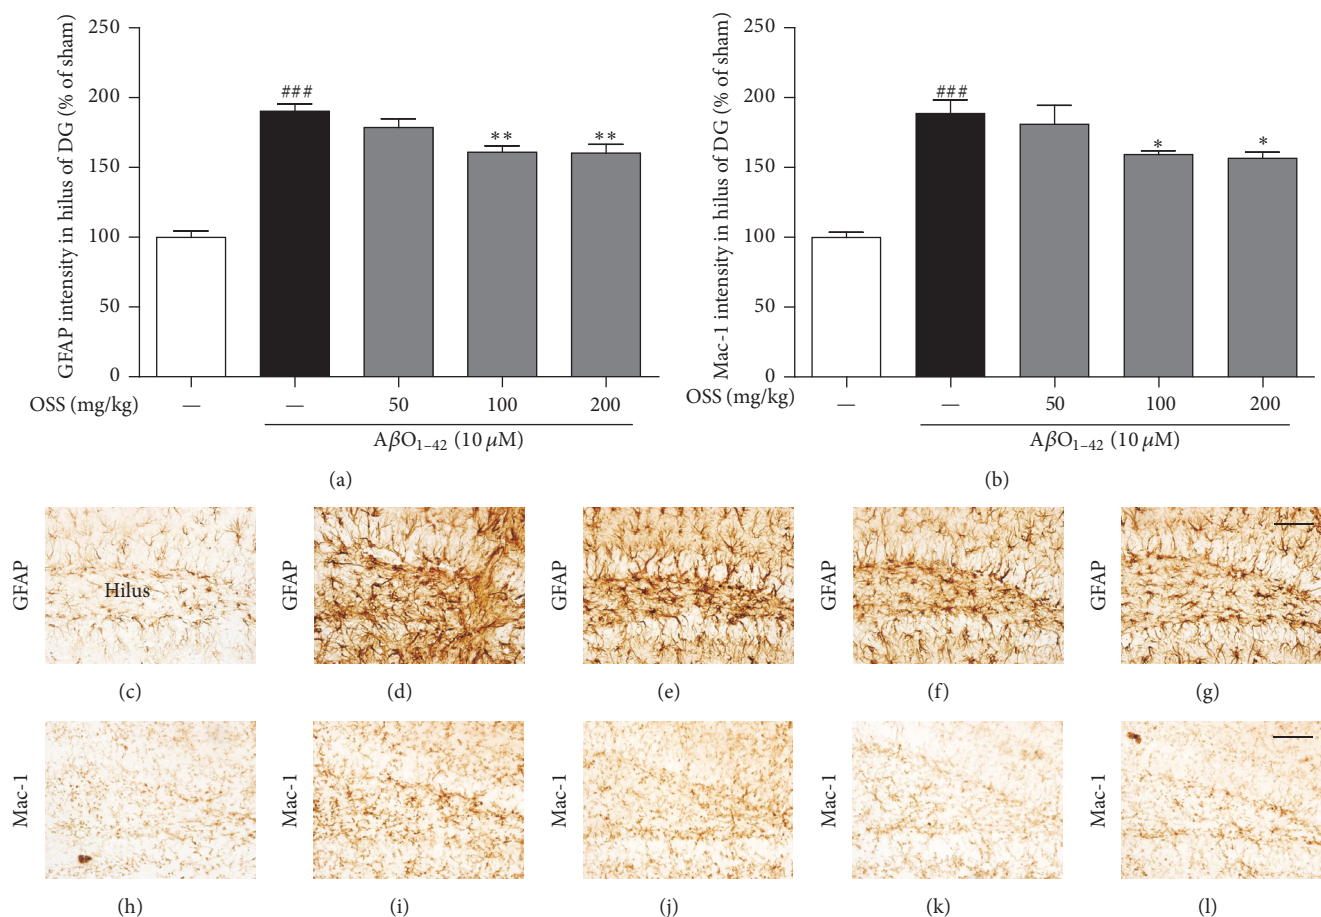 GFAP intensity in hilus of DG (% of sham)
250
200
150
100
50
0
###
**
**
OSS (mg/kg)
— — 50 100 200
AβO1–42 (10 μM)
(a)
Mac-1 intensity in hilus of DG (% of sham)
250
200
150
100
50
0
###
*
*
OSS (mg/kg)
— — 50 100 200
AβO1–42 (10 μM)
(b)
GFAP
Hilus
(c)
GFAP
(d)
GFAP
(e)
GFAP
(f)
GFAP
(g)
Mac-1
(h)
Mac-1
(i)
Mac-1
(j)
Mac-1
(k)
Mac-1
(l)